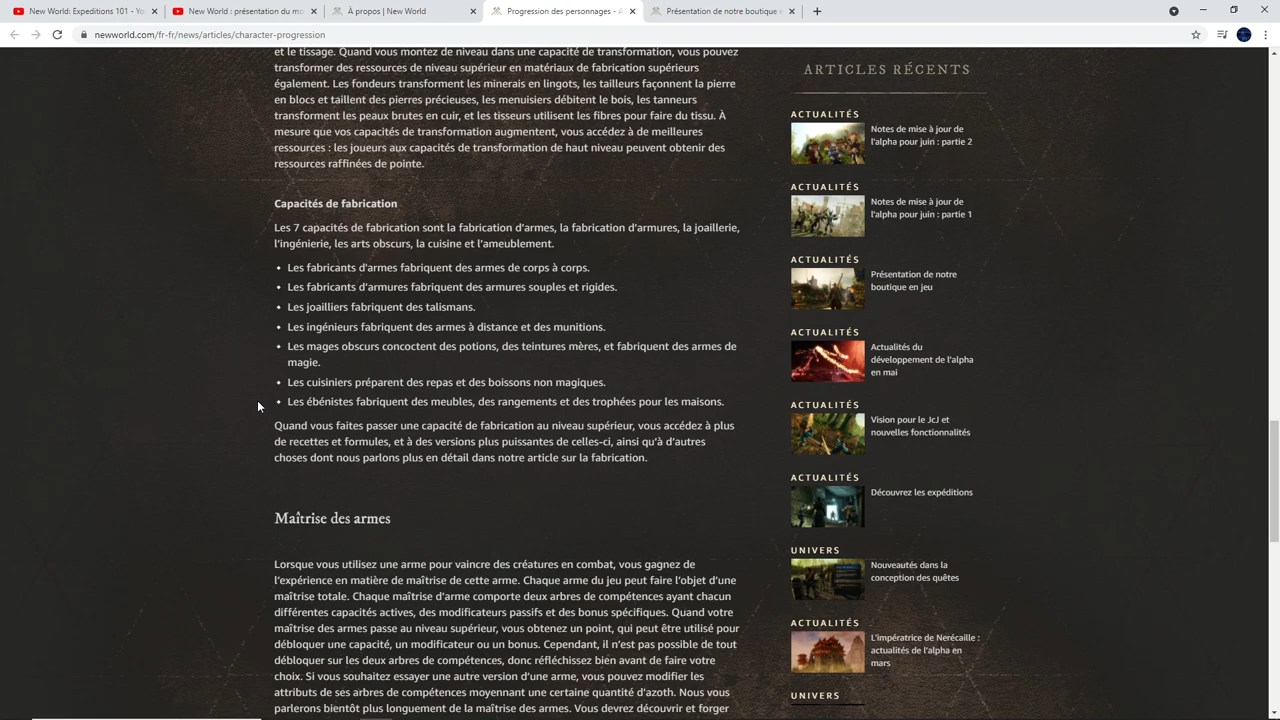 New World: Expeditions 101 - Yo
New World : présentation du mo
À propos | New World
Progression des personnages - A
Présentation de notre boutique e
newworld.com/fr-fr/news/articles/character-progression
et le tissage. Quand vous montez de niveau dans une capacité de transformation, vous pouvez
transformer des ressources de niveau supérieur en matériaux de fabrication supérieurs
également. Les fondeurs transforment les minerais en lingots, les tailleurs façonnent la pierre
en blocs et taillent des pierres précieuses, les menuisiers débitent le bois, les tanneurs
transforment les peaux brutes en cuir, et les tisseurs utilisent les fibres pour faire du tissu. À
mesure que vos capacités de transformation augmentent, vous accédez à de meilleures
ressources : les joueurs aux capacités de transformation de haut niveau peuvent obtenir des
ressources raffinées de pointe.
Capacités de fabrication
Les 7 capacités de fabrication sont la fabrication d'armes, la fabrication d'armures, la joaillerie,
l'ingénierie, les arts obscurs, la cuisine et l'ameublement.
Les fabricants d'armes fabriquent des armes de corps à corps.
Les fabricants d'armures fabriquent des armures souples et rigides.
Les joailliers fabriquent des talismans.
Les ingénieurs fabriquent des armes à distance et des munitions.
Les mages obscurs concoctent des potions, des teintures mères, et fabriquent des armes de
magie.
Les cuisiniers préparent des repas et des boissons non magiques.
Les ébénistes fabriquent des meubles, des rangements et des trophées pour les maisons.
Quand vous faites passer une capacité de fabrication au niveau supérieur, vous accédez à plus
de recettes et formules, et à des versions plus puissantes de celles-ci, ainsi qu'à d'autres
choses dont nous parlons plus en détail dans notre article sur la fabrication.
Maîtrise des armes
Lorsque vous utilisez une arme pour vaincre des créatures en combat, vous gagnez de
l'expérience en matière de maîtrise de cette arme. Chaque arme du jeu peut faire l'objet d'une
maîtrise totale. Chaque maîtrise d'arme comporte deux arbres de compétences ayant chacun
différentes capacités actives, des modificateurs passifs et des bonus spécifiques. Quand votre
maîtrise des armes passe au niveau supérieur, vous obtenez un point, qui peut être utilisé pour
débloquer une capacité, un modificateur ou un bonus. Cependant, il n'est pas possible de tout
débloquer sur les deux arbres de compétences, donc réfléchissez bien avant de faire votre
choix. Si vous souhaitez essayer une autre version d'une arme, vous pouvez modifier les
attributs de ses arbres de compétences moyennant une certaine quantité d'azoth. Nous vous
parlerons bientôt plus longuement de la maîtrise des armes. Vous devrez découvrir et forger
ARTICLES RÉCENTS
ACTUALITÉS
Notes de mise à jour de
l'alpha pour juin : partie 2
ACTUALITÉS
Notes de mise à jour de
l'alpha pour juin : partie 1
ACTUALITÉS
Présentation de notre
boutique en jeu
ACTUALITÉS
Actualités du
développement de l'alpha
en mai
ACTUALITÉS
Vision pour le JcJ et
nouvelles fonctionnalités
ACTUALITÉS
Découvrez les expéditions
UNIVERS
Nouveautés dans la
conception des quêtes
ACTUALITÉS
L'impératrice de Nerécaille :
actualités de l'alpha en
mars
UNIVERS